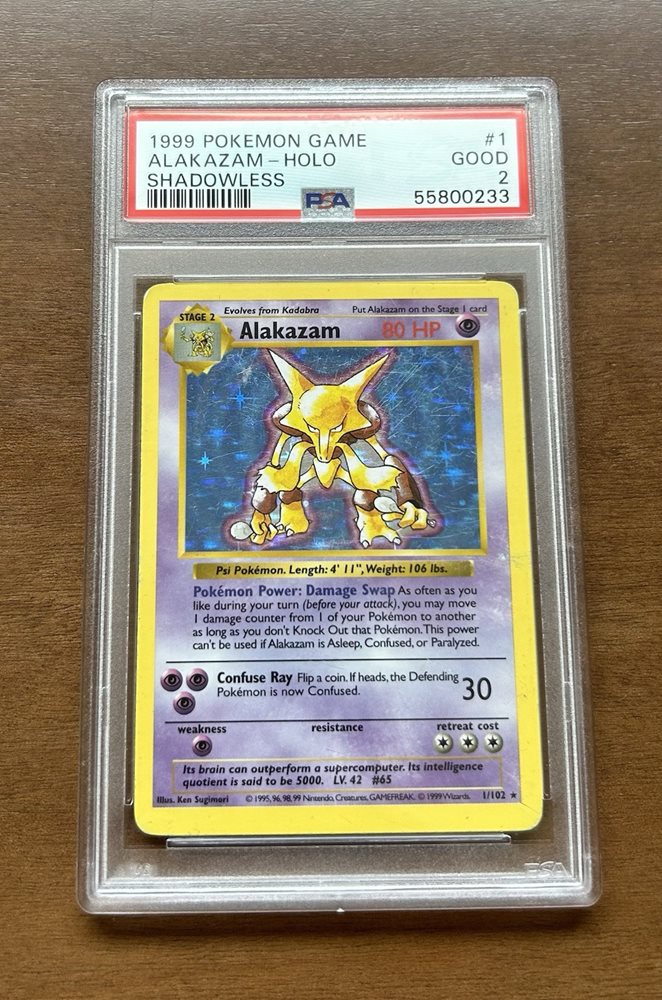 1999 POKEMON GAME #1
ALAKAZAM – HOLO GOOD
SHADOWLESS 2
PSA 55800233
STAGE 2 Evolves from Kadabra Put Alakazam on the Stage 1 card
Alakazam 80 HP
Psi Pokémon. Length: 4' 11", Weight: 106 lbs.
Pokémon Power: Damage Swap As often as you
like during your turn (before your attack), you may move
1 damage counter from 1 of your Pokémon to another
as long as you don't Knock Out that Pokémon. This power
can't be used if Alakazam is Asleep, Confused, or Paralyzed.
Confuse Ray Flip a coin. If heads, the Defending 30
Pokémon is now Confused.
weakness resistance retreat cost
Its brain can outperform a supercomputer. Its intelligence
quotient is said to be 5000. LV. 42 #65
Illus. Ken Sugimori © 1995, 96, 98, 99 Nintendo, Creatures, GAMEFREAK. © 1999 Wizards. 1/102 ★
PSA